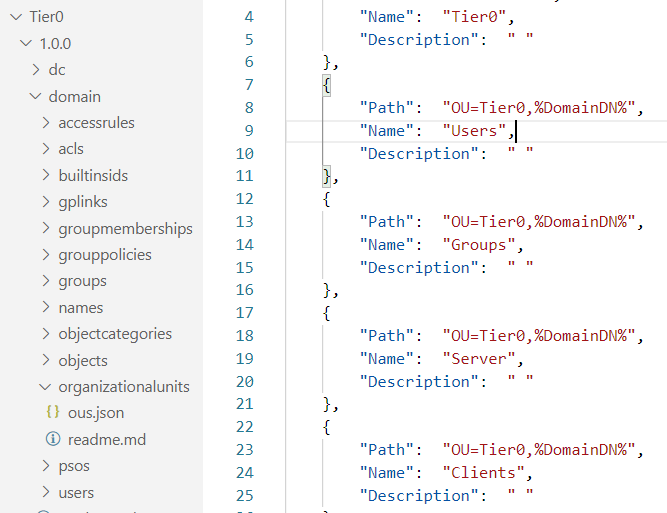 Tier0
1.0.0
dc
domain
accessrules
acls
builtinsids
gplinks
groupmemberships
grouppolicies
groups
names
objectcategories
objects
organizationalunits
{} ous.json
readme.md
psos
users
4 "Name": "Tier0",
5 "Description": " "
6 },
7 {
8 "Path": "OU=Tier0,%DomainDN%",
9 "Name": "Users",
10 "Description": " "
11 },
12 {
13 "Path": "OU=Tier0,%DomainDN%",
14 "Name": "Groups",
15 "Description": " "
16 },
17 {
18 "Path": "OU=Tier0,%DomainDN%",
19 "Name": "Server",
20 "Description": " "
21 },
22 {
23 "Path": "OU=Tier0,%DomainDN%",
24 "Name": "Clients",
25 "Description": " "